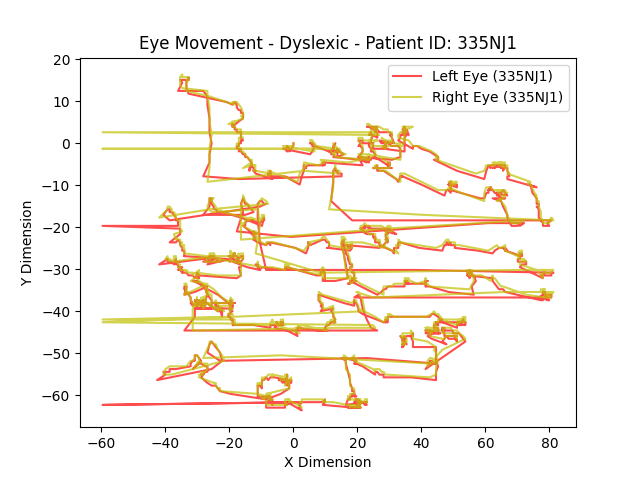 Eye Movement - Dyslexic - Patient ID: 335NJ1
Left Eye (335NJ1)
Right Eye (335NJ1)
Y Dimension
20
10
0
−10
−20
−30
−40
−50
−60
−60 −40 −20 0 20 40 60 80
X Dimension